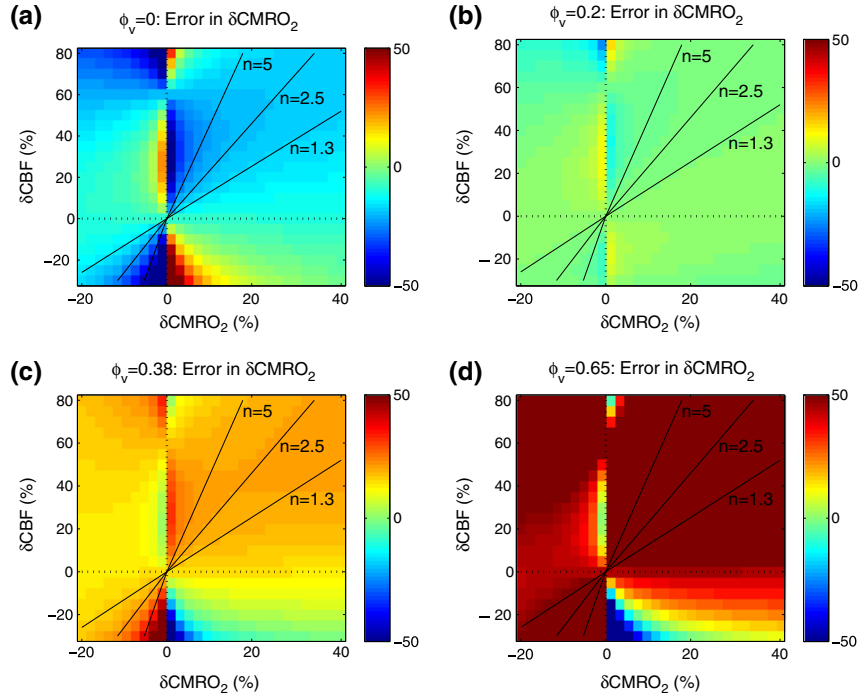 (a)
ϕv=0: Error in δCMRO2
80
60
40
20
0
−20
δCBF (%)
n=5
n=2.5
n=1.3
−20 0 20 40
δCMRO2 (%)
50
0
−50
(b)
ϕv=0.2: Error in δCMRO2
80
60
40
20
0
−
δCBF (%)
n=5
n=2.5
n=1.3
−20 0 20 40
δCMRO2 (%)
50
0
−50
(c)
ϕv=0.38: Error in δCMRO2
80
60
40
20
0
−20
δCBF (%)
n=5
n=2.5
n=1.3
−20 0 20 40
δCMRO2 (%)
50
0
−50
(d)
ϕv=0.65: Error in δCMRO2
80
60
40
20
0
−
δCBF (%)
n=5
n=2.5
n=1.3
−20 0 20 40
δCMRO2 (%)
50
0
−50